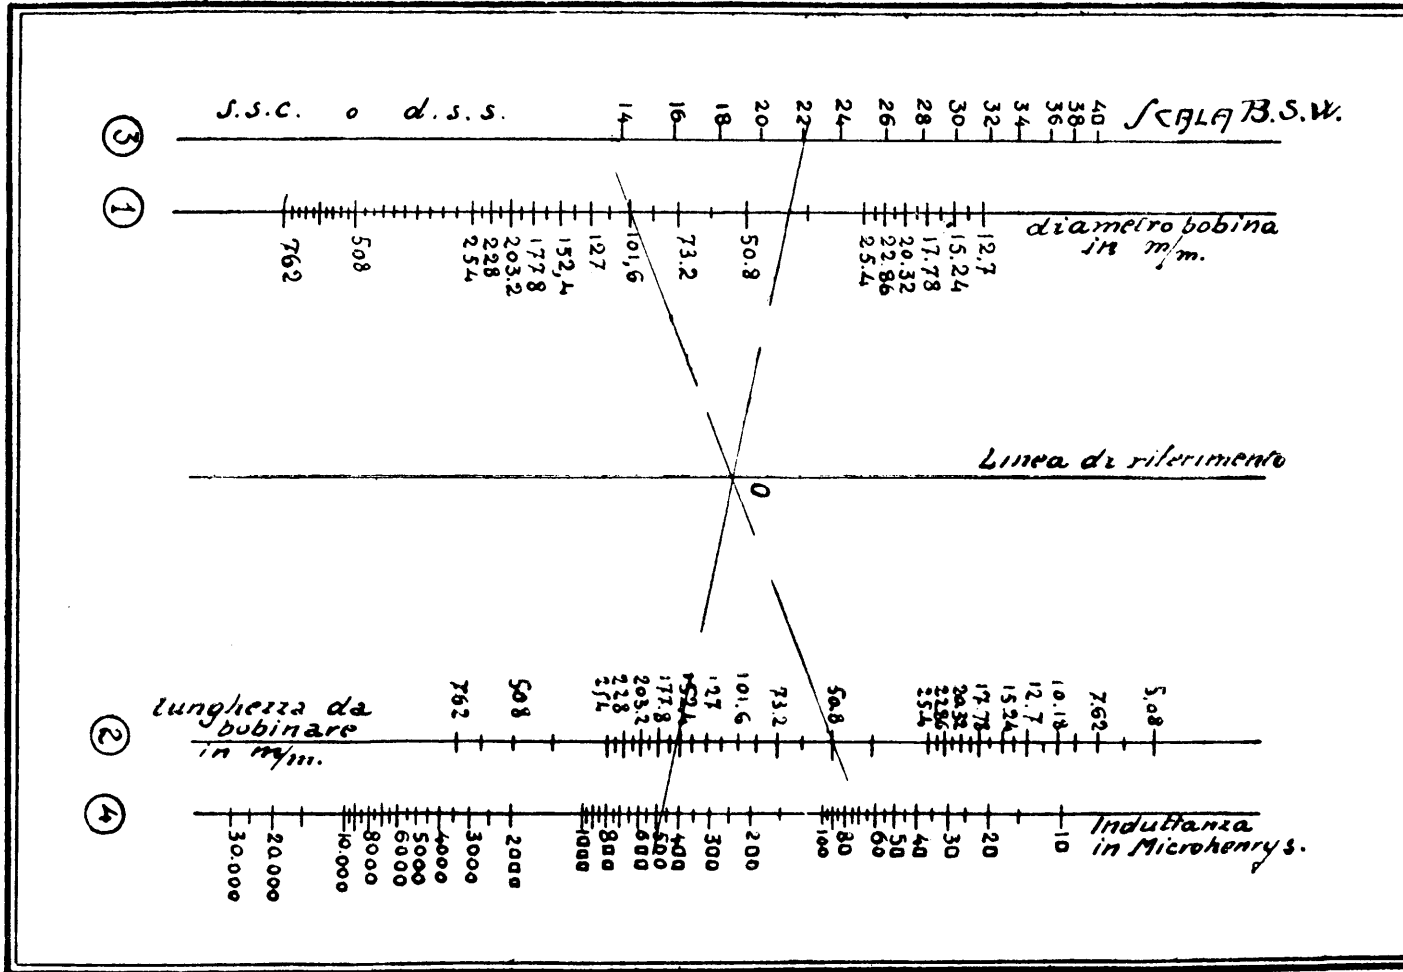 S.S.C. o d.s.s.
14 16 18 20 22 24 26 28 30 32 34 36 38 40
SCALA B.S.W.
3
1
762 508 254 228 203.2 177.8 152,4 127 101,6 73.2 50.8 25.4 22.86 20.32 17.78 15.24 12.7
diametro bobina
in m/m.
Linea di riferimento
O
lunghezza da
bobinare
in m/m.
2
762 508 254 228 203.2 177.8 152.4 127 101.6 73.2 50.8 25.4 22.86 20.32 17.78 15.24 12.7 10.18 7.62 5,08
4
30.000 20.000 10.000 8000 6000 5000 4000 3000 2000 1000 800 600 500 400 300 200 100 80 60 50 40 30 20 10
Induttanza
in Microhenrys.